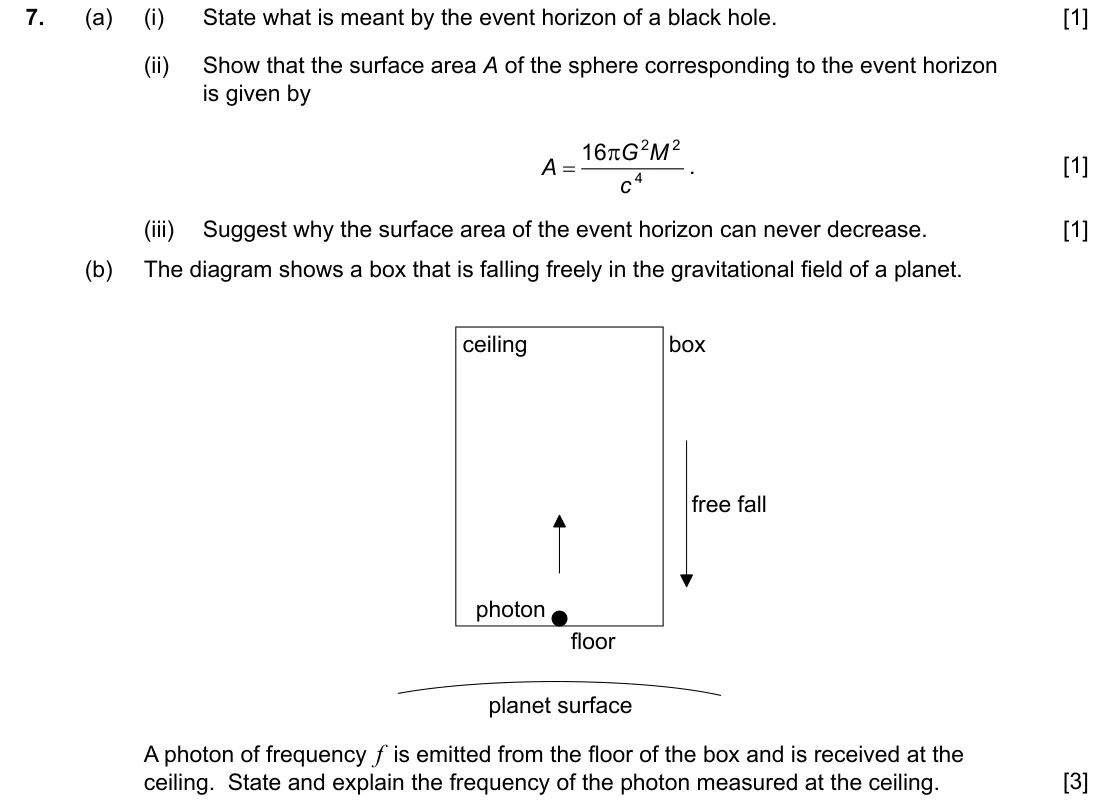 7. (a) (i) State what is meant by the event horizon of a black hole. [1]
(ii) Show that the surface area A of the sphere corresponding to the event horizon
is given by
A = 16πG²M² / c⁴ . [1]
(iii) Suggest why the surface area of the event horizon can never decrease. [1]
(b) The diagram shows a box that is falling freely in the gravitational field of a planet.
ceiling box
free fall
photon
floor
planet surface
A photon of frequency f is emitted from the floor of the box and is received at the
ceiling. State and explain the frequency of the photon measured at the ceiling. [3]